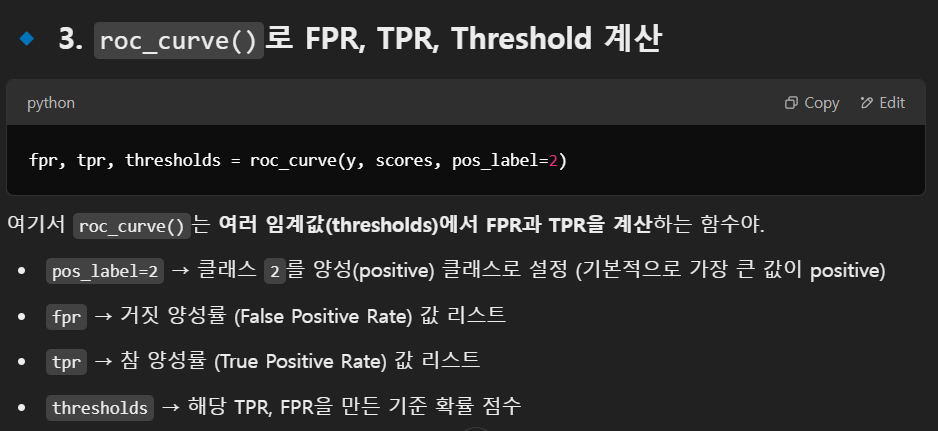 3. roc_curve()로 FPR, TPR, Threshold 계산
python
Copy
Edit
fpr, tpr, thresholds = roc_curve(y, scores, pos_label=2)
여기서 roc_curve()는 여러 임계값(thresholds)에서 FPR과 TPR을 계산하는 함수야.
pos_label=2 → 클래스 2를 양성(positive) 클래스로 설정 (기본적으로 가장 큰 값이 positive)
fpr → 거짓 양성률 (False Positive Rate) 값 리스트
tpr → 참 양성률 (True Positive Rate) 값 리스트
thresholds → 해당 TPR, FPR을 만든 기준 확률 점수